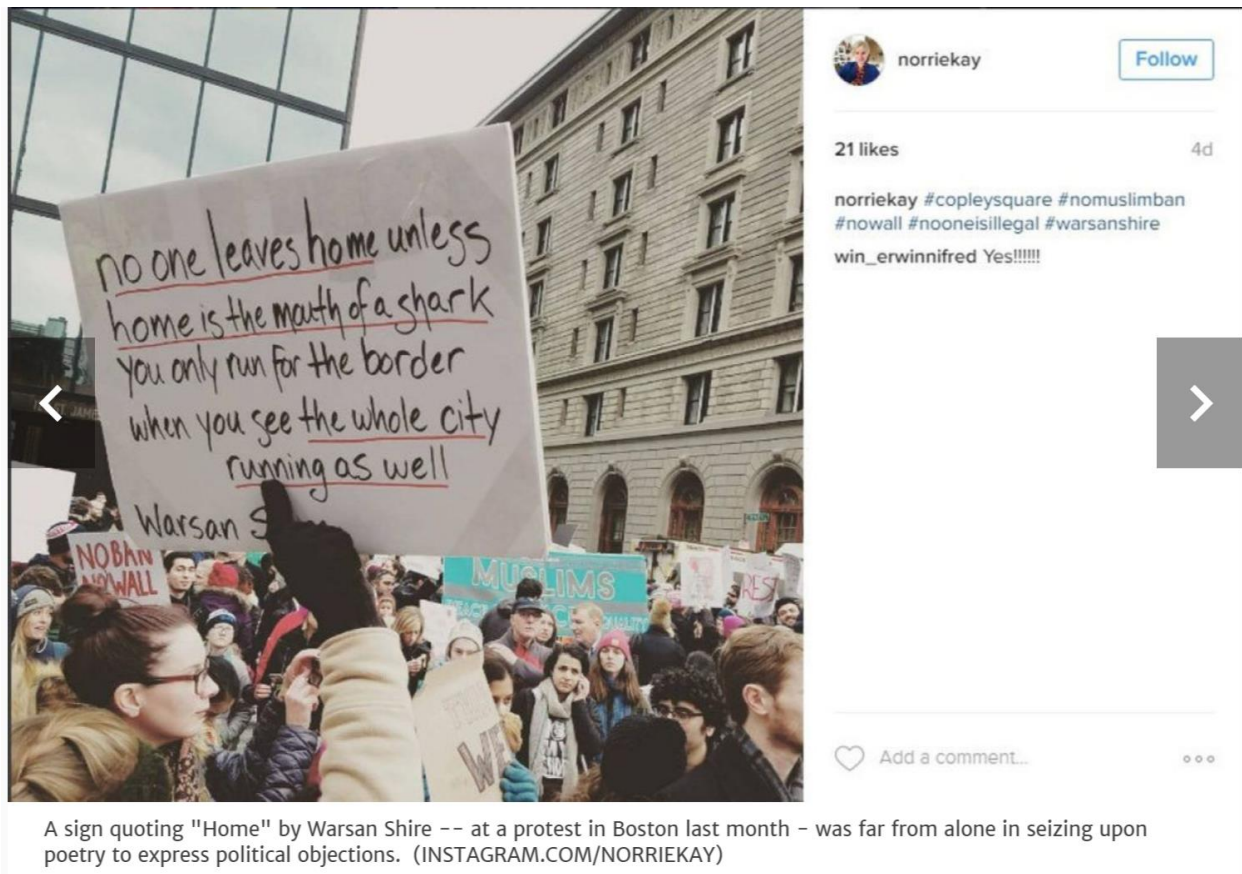 no one leaves home unless
home is the mouth of a shark
you only run for the border
when you see the whole city
running as well
Warsan S
NO BAN
NO WALL
MUSLIMS
REST
WE
norriekay
Follow
21 likes
4d
norriekay #copleysquare #nomuslimban
#nowall #nooneisillegal #warsanshire
win_erwinnifred Yes!!!!!!
Add a comment...
A sign quoting "Home" by Warsan Shire -- at a protest in Boston last month - was far from alone in seizing upon
poetry to express political objections. (INSTAGRAM.COM/NORRIEKAY)